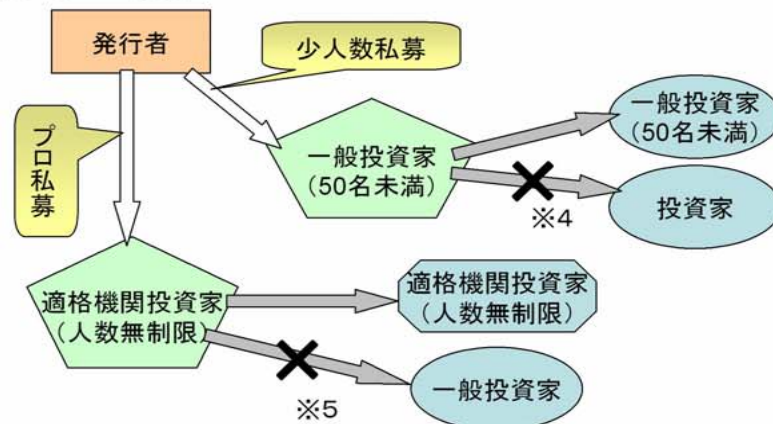 発行者
少人数私募
プロ私募
一般投資家
(50名未満)
一般投資家
(50名未満)
投資家
※4
適格機関投資家
(人数無制限)
適格機関投資家
(人数無制限)
一般投資家
※5